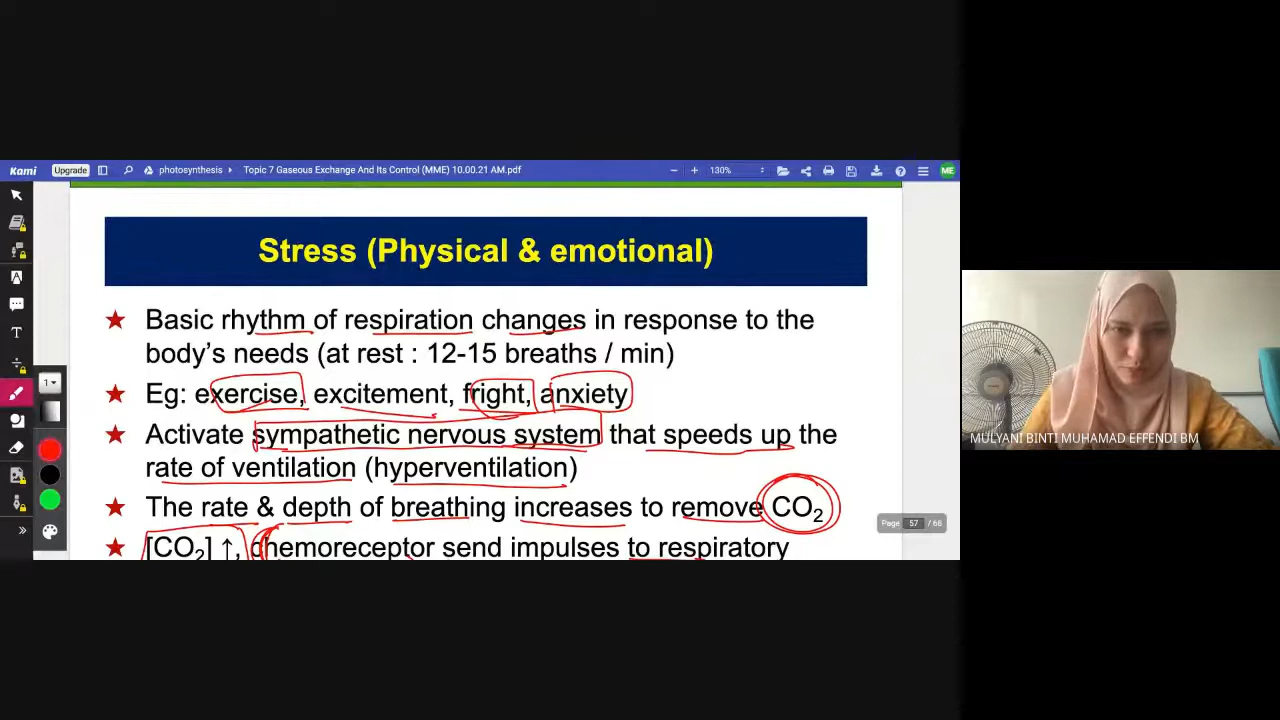 Kami
Upgrade
photosynthesis
Topic 7 Gaseous Exchange And Its Control (MME) 10.00.21 AM.pdf
130%
ME
Stress (Physical & emotional)
★ Basic rhythm of respiration changes in response to the
body's needs (at rest : 12-15 breaths / min)
★ Eg: exercise, excitement, fright, anxiety
★ Activate sympathetic nervous system that speeds up the
rate of ventilation (hyperventilation)
★ The rate & depth of breathing increases to remove CO₂
★ [CO₂] ↑, chemoreceptor send impulses to respiratory
1
Page 57 / 68
MULYANI BINTI MUHAMAD EFFENDI BM